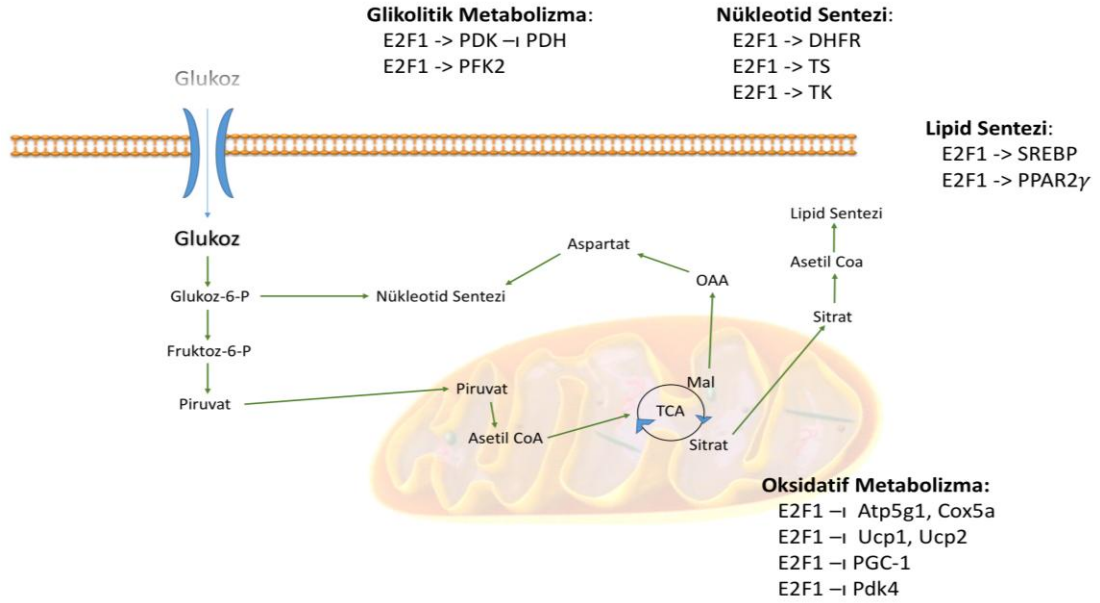 Glikolitik Metabolizma:
E2F1 -> PDK –ı PDH
E2F1 -> PFK2
Nükleotid Sentezi:
E2F1 -> DHFR
E2F1 -> TS
E2F1 -> TK
Lipid Sentezi:
E2F1 -> SREBP
E2F1 -> PPAR2γ
Glukoz
Glukoz
Glukoz-6-P
Fruktoz-6-P
Piruvat
Nükleotid Sentezi
Aspartat
OAA
Lipid Sentezi
Asetil Coa
Sitrat
Piruvat
Asetil CoA
TCA
Mal
Sitrat
Oksidatif Metabolizma:
E2F1 –ı Atp5g1, Cox5a
E2F1 –ı Ucp1, Ucp2
E2F1 –ı PGC-1
E2F1 –ı Pdk4